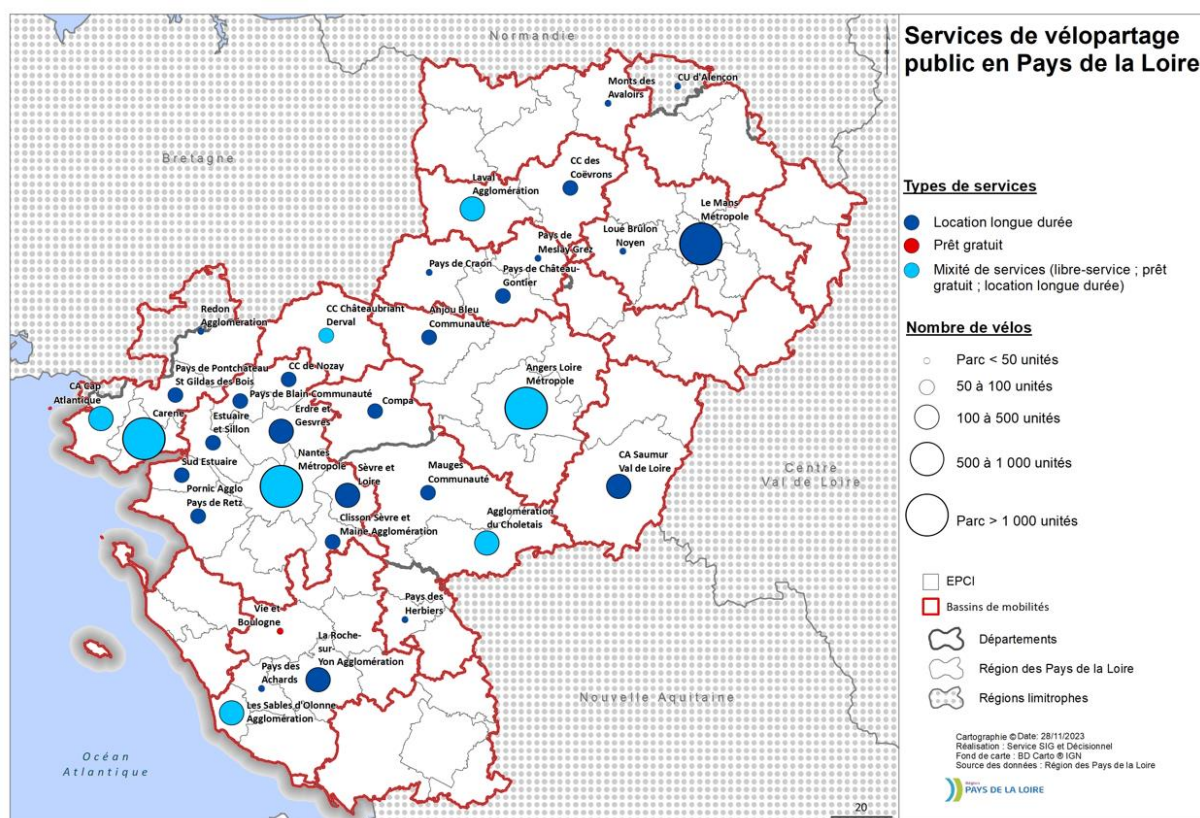 Services de vélopartage
public en Pays de la Loire
Types de services
Location longue durée
Prêt gratuit
Mixité de services (libre-service ; prêt
gratuit ; location longue durée)
Nombre de vélos
Parc < 50 unités
50 à 100 unités
100 à 500 unités
500 à 1 000 unités
Parc > 1 000 unités
EPCI
Bassins de mobilités
Départements
Région des Pays de la Loire
Régions limitrophes
Cartographie ©Date: 28/11/2023
Réalisation : Service SIG et Décisionnel
Fond de carte : BD Carto ® IGN
Source des données : Région des Pays de la Loire
Région
PAYS DE LA LOIRE
Normandie
Bretagne
Monts des
Avaloirs
CU d'Alençon
CC des
Coëvrons
Laval
Agglomération
Le Mans
Métropole
Loué Brûlon
Noyen
Pays de
Meslay Grez
Pays de Craon
Pays de Château-
Gontier
Redon
Agglomération
CC Châteaubriant
Derval
Anjou Bleu
Communauté
Pays de Pontchâteau
St Gildas des Bois
CC de Nozay
Pays de Blain Communauté
Angers Loire
Métropole
CA Cap
Atlantique
Carene
Estuaire
et Sillon
Erdre et
Gesvres
Compa
Nantes
Métropole
Sèvre et
Loire
Sud Estuaire
Mauges
Communauté
CA Saumur
Val de Loire
Centre
Val de Loire
Pornic Agglo
Pays de Retz
Clisson Sèvre et
Maine Agglomération
Agglomération
du Choletais
Pays des
Herbiers
Vie et
Boulogne
La Roche-
sur-
Yon Agglomération
Pays des
Achards
Les Sables d'Olonne
Agglomération
Nouvelle Aquitaine
Océan
Atlantique
20